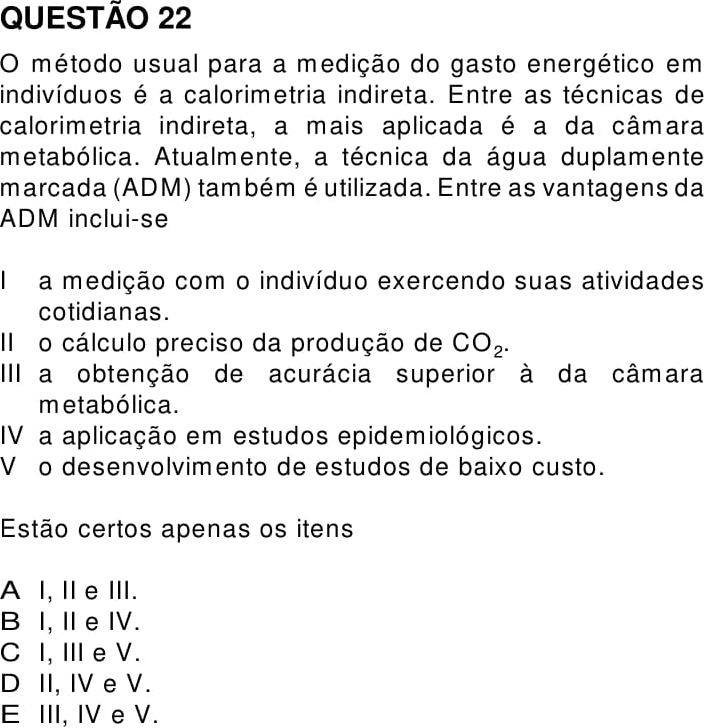 QUESTÃO 22
O método usual para a medição do gasto energético em
indivíduos é a calorimetria indireta. Entre as técnicas de
calorimetria indireta, a mais aplicada é a da câmara
metabólica. Atualmente, a técnica da água duplamente
marcada (ADM) também é utilizada. Entre as vantagens da
ADM inclui-se
I a medição com o indivíduo exercendo suas atividades
cotidianas.
II o cálculo preciso da produção de CO₂.
III a obtenção de acurácia superior à da câmara
metabólica.
IV a aplicação em estudos epidemiológicos.
V o desenvolvimento de estudos de baixo custo.
Estão certos apenas os itens
A I, II e III.
B I, II e IV.
C I, III e V.
D II, IV e V.
E III, IV e V.